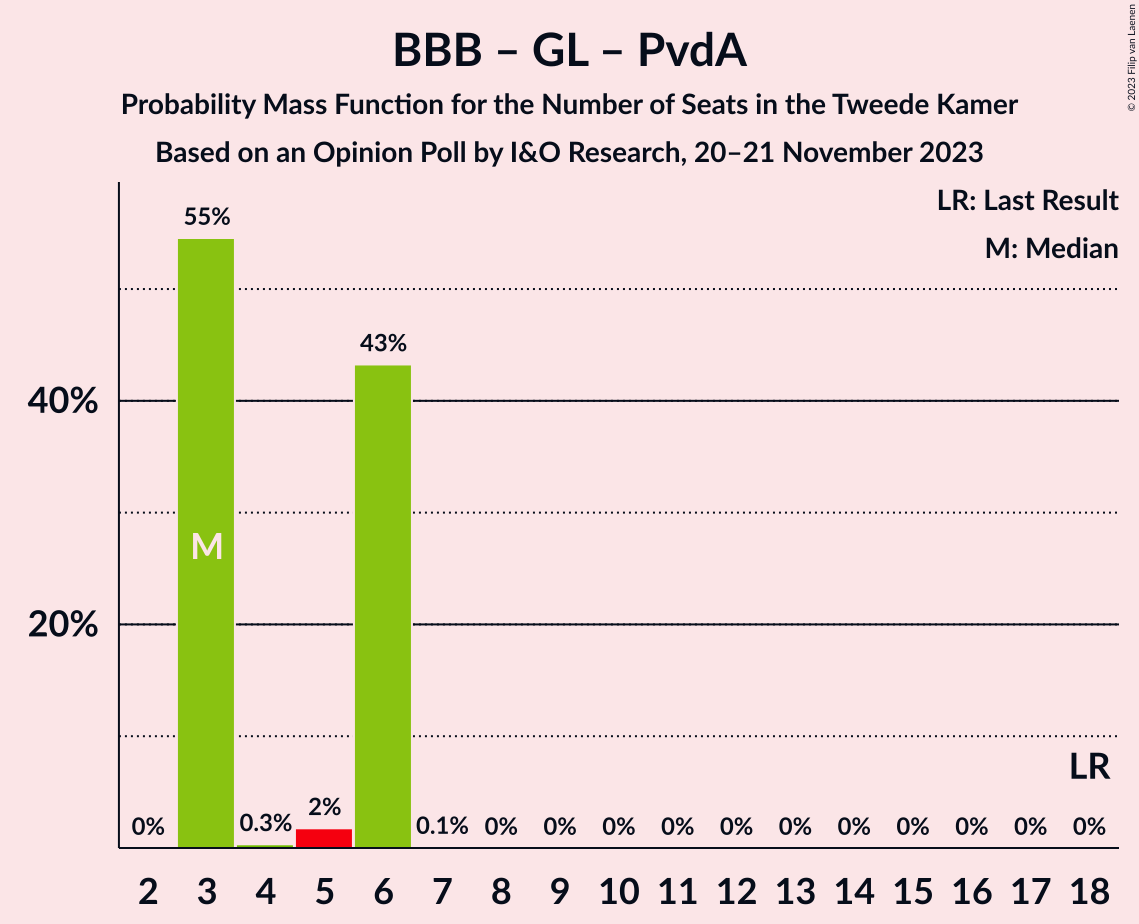 BBB – GL – PvdA
Probability Mass Function for the Number of Seats in the Tweede Kamer
Based on an Opinion Poll by I&O Research, 20–21 November 2023
© 2023 Filip van Laenen
LR: Last Result
M: Median
55%
43%
40%
M
20%
LR
0% 0.3% 2% 0.1% 0% 0% 0% 0% 0% 0% 0% 0% 0% 0% 0%
2 3 4 5 6 7 8 9 10 11 12 13 14 15 16 17 18